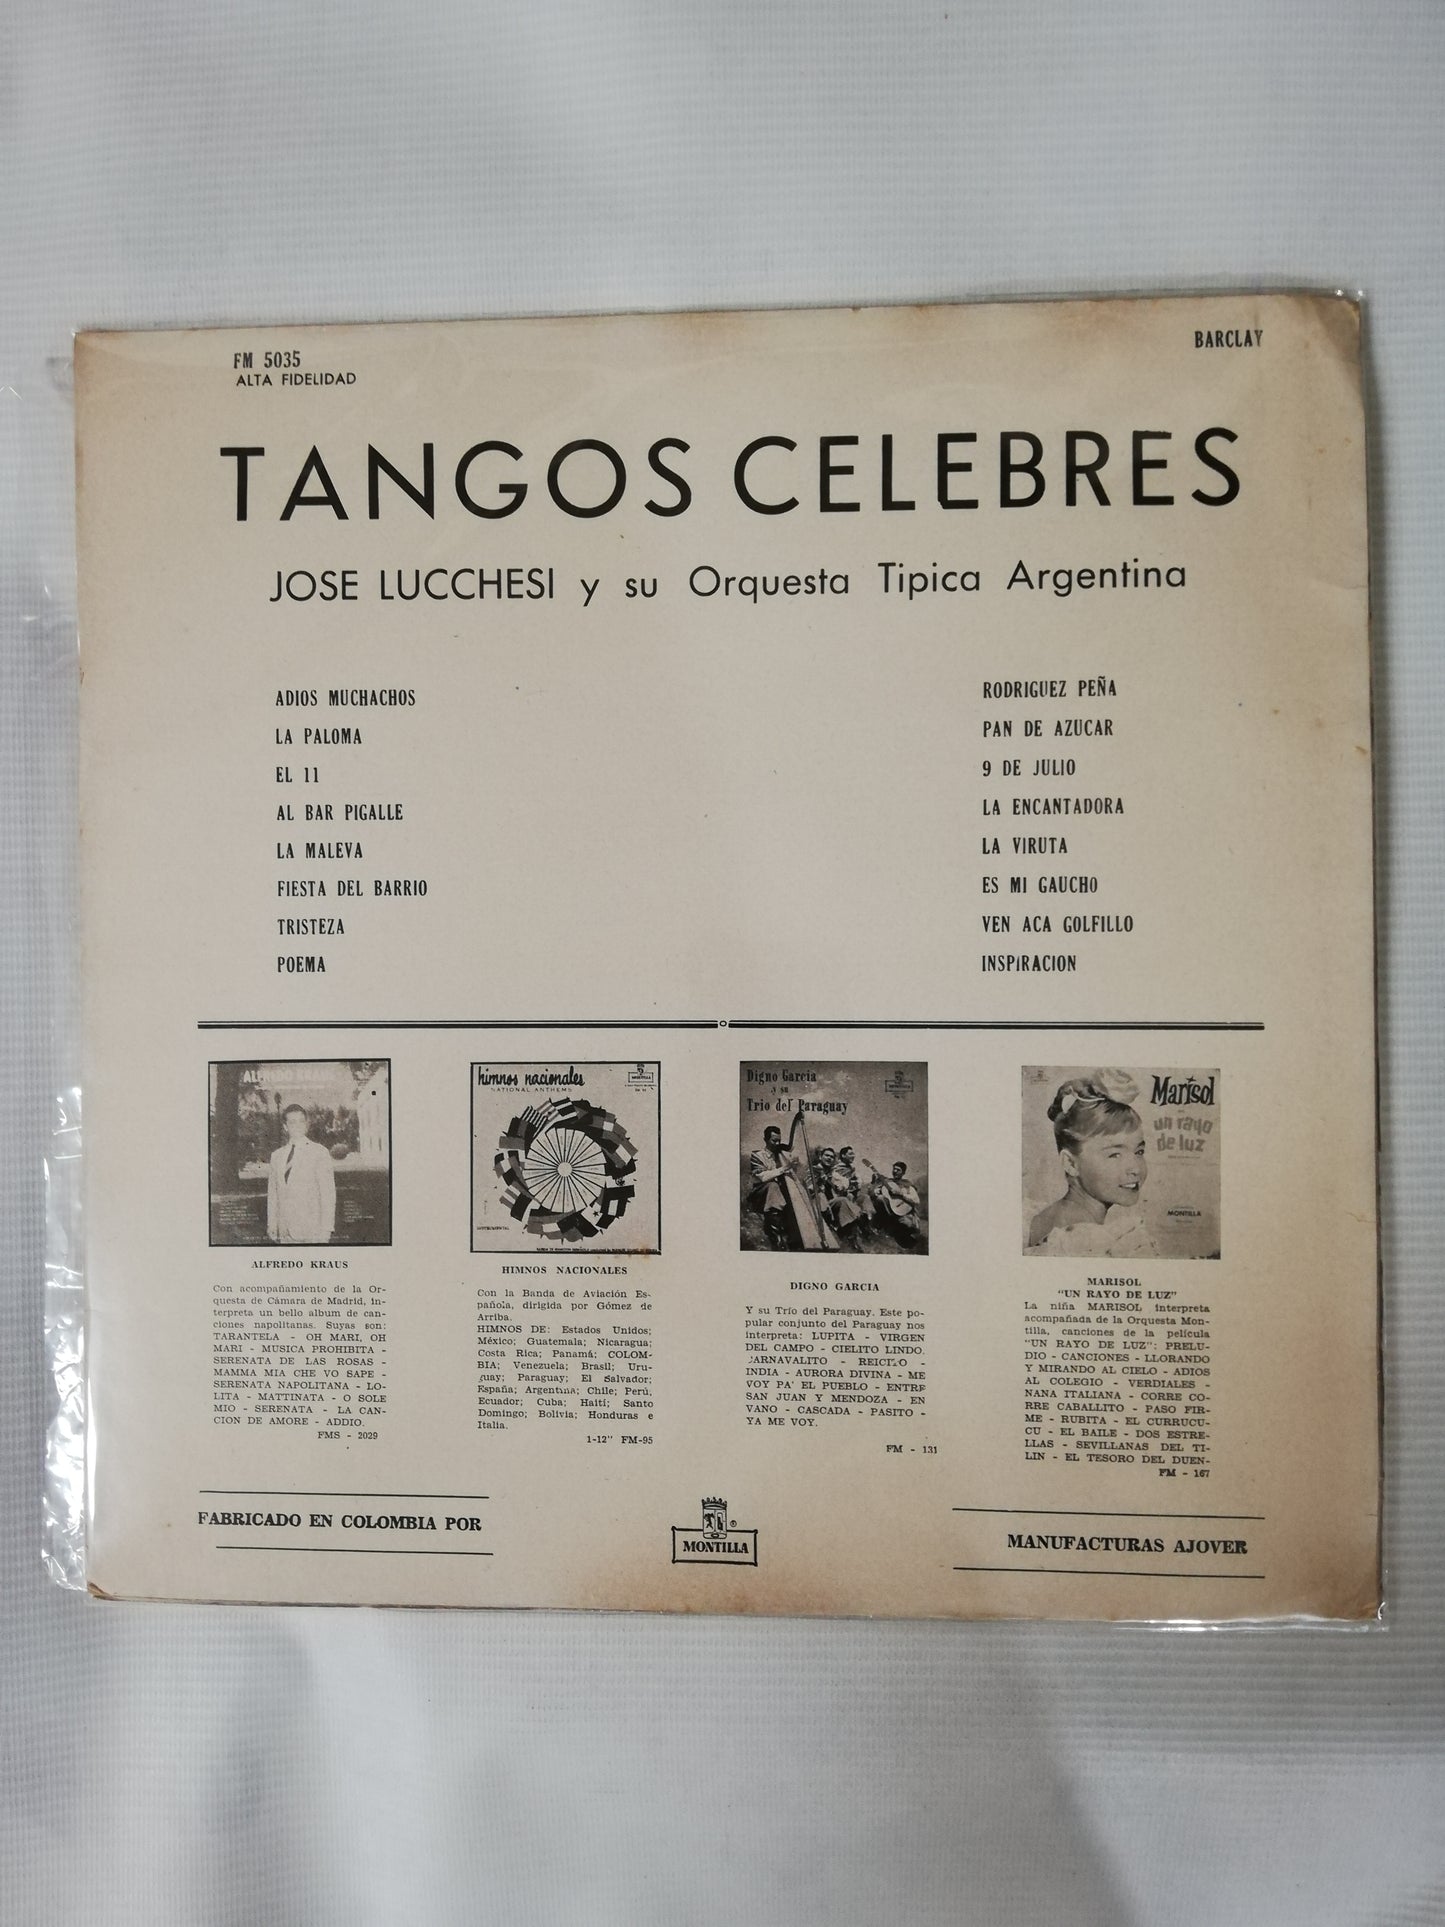 FM 5035
ALTA FIDELIDAD
BARCLAY
TANGOS CELEBRES
JOSE LUCCHESI y su Orquesta Tipica Argentina
ADIOS MUCHACHOS
LA PALOMA
EL 11
AL BAR PIGALLE
LA MALEVA
FIESTA DEL BARRIO
TRISTEZA
POEMA
RODRIGUEZ PEÑA
PAN DE AZUCAR
9 DE JULIO
LA ENCANTADORA
LA VIRUTA
ES MI GAUCHO
VEN ACA GOLFILLO
INSPIRACION
ALFREDO KRAUS
ALFREDO KRAUS
Con acompañamiento de la Or-
questa de Cámara de Madrid, in-
terpreta un bello album de can-
ciones napolitanas. Suyas son:
TARANTELA - OH MARI, OH
MARI - MUSICA PROHIBITA -
SERENATA DE LAS ROSAS -
MAMMA MIA CHE VO SAPE -
SERENATA NAPOLITANA - LO-
LITA - MATTINATA - O SOLE
MIO - SERENATA - LA CAN-
CION DE AMORE - ADDIO.
FMS - 2029
himnos nacionales
NATIONAL ANTHEMS
MONTILLA
INSTRUMENTAL
HIMNOS NACIONALES
Con la Banda de Aviación Es-
pañola, dirigida por Gómez de
Arriba.
HIMNOS DE: Estados Unidos;
México; Guatemala; Nicaragua;
Costa Rica; Panamá; COLOM-
BIA; Venezuela; Brasil; Uru-
guay; Paraguay; El Salvador;
España; Argentina; Chile; Perú,
Ecuador; Cuba; Haití; Santo
Domingo; Bolivia; Honduras e
Italia.
1-12" FM-95
Digno Garcia
y su
Trio del Paraguay
DIGNO GARCIA
Y su Trío del Paraguay. Este po-
pular conjunto del Paraguay nos
interpreta: LUPITA - VIRGEN
DEL CAMPO - CIELITO LINDO.
CARNAVALITO - RECIEZO -
INDIA - AURORA DIVINA - ME
VOY PA' EL PUEBLO - ENTRE
SAN JUAN Y MENDOZA - EN
VANO - CASCADA - PASITO -
YA ME VOY.
FM - 131
Marisol
un rayo
de luz
MONTILLA
MARISOL
"UN RAYO DE LUZ"
La niña MARISOL interpreta
acompañada de la Orquesta Mon-
tilla, canciones de la película
"UN RAYO DE LUZ": PRELU-
DIO - CANCIONES - LLORANDO
Y MIRANDO AL CIELO - ADIOS
AL COLEGIO - VERDIALES -
NANA ITALIANA - CORRE CO-
RRE CABALLITO - PASO FIR-
ME - RUBITA - EL CURRUCU-
CU - EL BAILE - DOS ESTRE-
LLAS - SEVILLANAS DEL TI-
LIN - EL TESORO DEL DUEN-
FM - 167
FABRICADO EN COLOMBIA POR
®
MONTILLA
MANUFACTURAS AJOVER